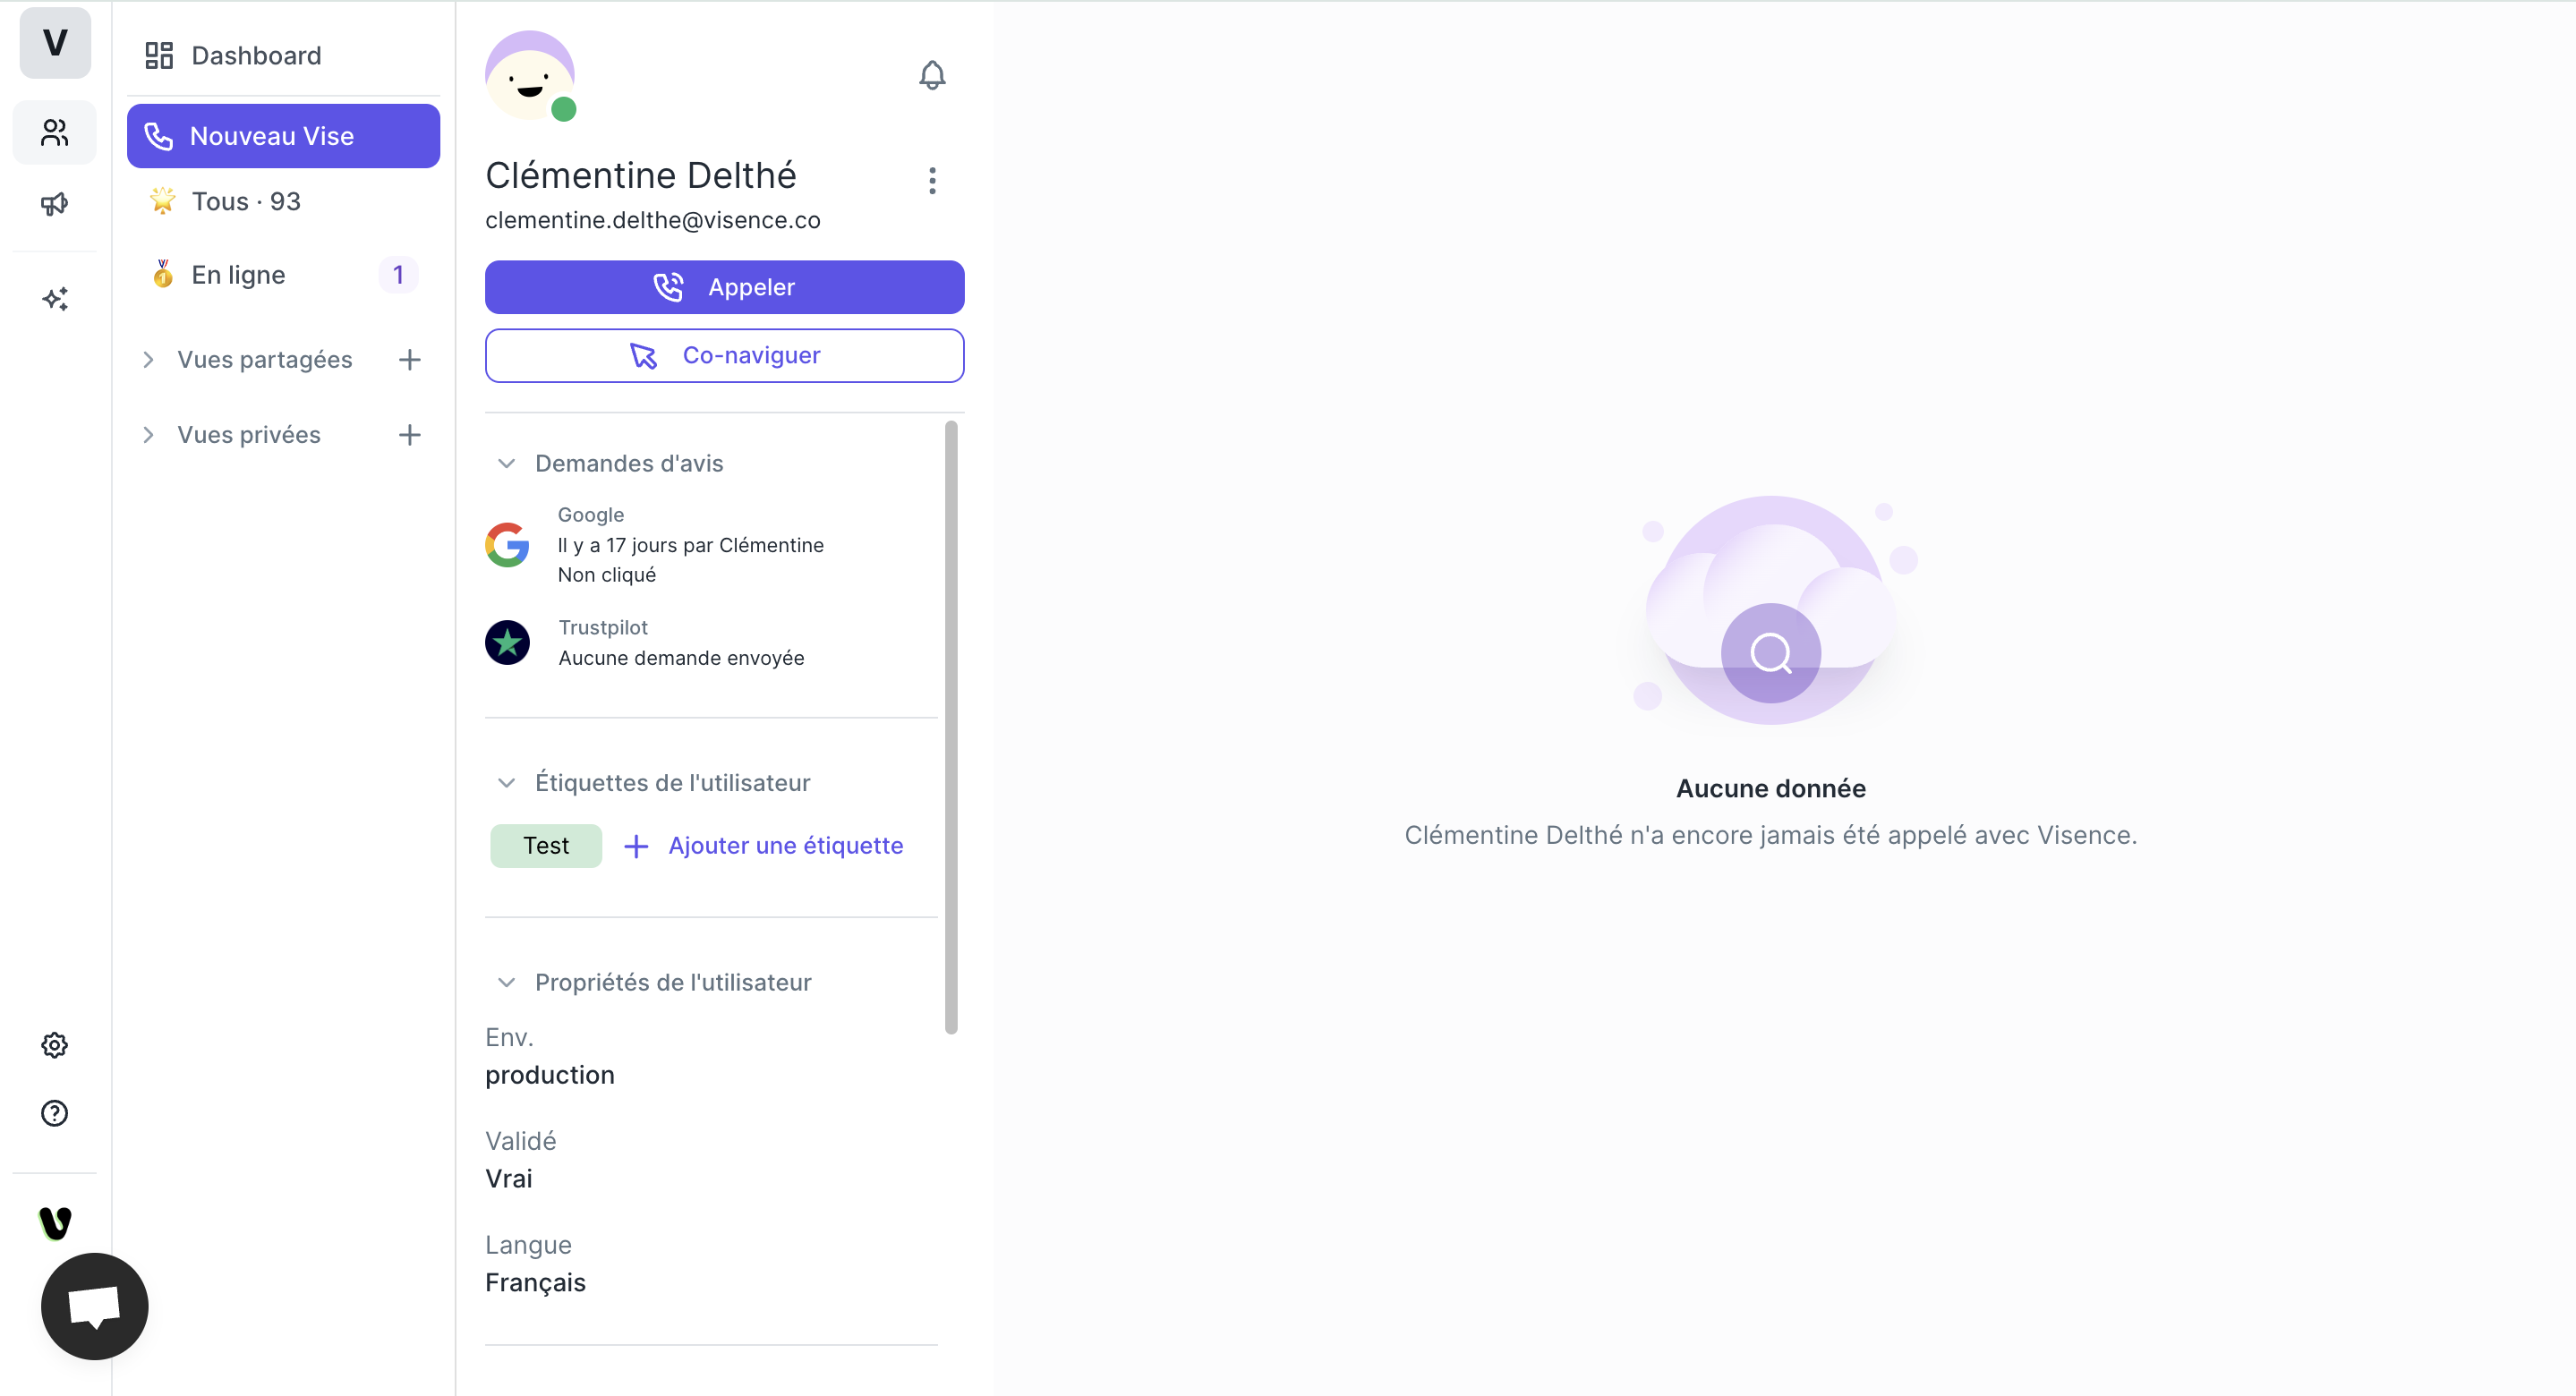 V
Dashboard
Nouveau Vise
Tous · 93
En ligne
1
Vues partagées
Vues privées
Clémentine Delthé
clementine.delthe@visence.co
Appeler
Co-naviguer
Demandes d'avis
Google
Il y a 17 jours par Clémentine
Non cliqué
Trustpilot
Aucune demande envoyée
Étiquettes de l'utilisateur
Test
Ajouter une étiquette
Propriétés de l'utilisateur
Env.
production
Validé
Vrai
Langue
Français
Aucune donnée
Clémentine Delthé n'a encore jamais été appelé avec Visence.